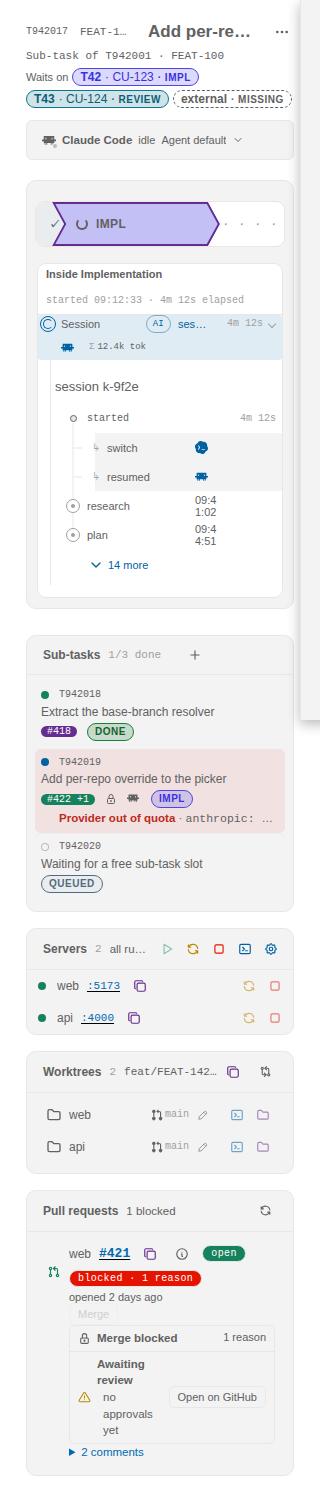 T942017 FEAT-1… Add per-re… ···
Sub-task of T942001 · FEAT-100
Waits on T42 · CU-123 · IMPL
T43 · CU-124 · REVIEW external · MISSING
Claude Code idle Agent default
✓ IMPL · · · ·
Inside Implementation
started 09:12:33 · 4m 12s elapsed
Session AI ses… 4m 12s
Σ 12.4k tok
session k-9f2e
started 4m 12s
↳ switch
↳ resumed
research 09:4
1:02
plan 09:4
4:51
14 more
Sub-tasks 1/3 done +
T942018
Extract the base-branch resolver
#418 DONE
T942019
Add per-repo override to the picker
#422 +1 IMPL
Provider out of quota · anthropic: …
T942020
Waiting for a free sub-task slot
QUEUED
Servers 2 all ru…
web :5173
api :4000
Worktrees 2 feat/FEAT-142…
web main
api main
Pull requests 1 blocked
web #421 open
blocked · 1 reason
opened 2 days ago
Merge
Merge blocked 1 reason
Awaiting
review
no
approvals
yet
Open on GitHub
2 comments